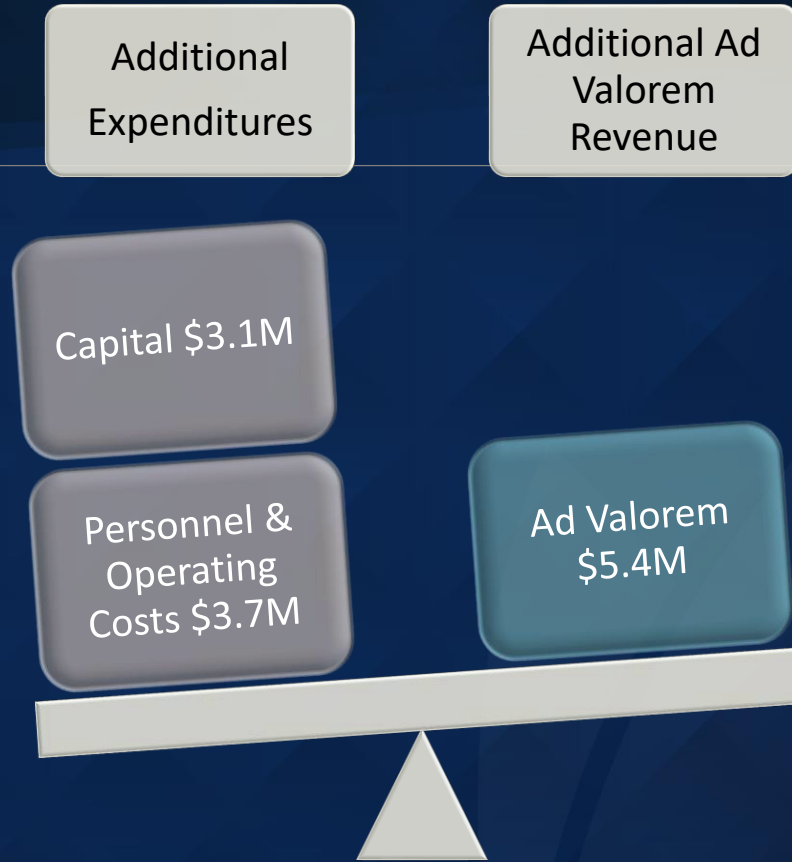 Additional
Expenditures
Additional Ad
Valorem
Revenue
Capital $3.1M
Personnel &
Operating
Costs $3.7M
Ad Valorem
$5.4M